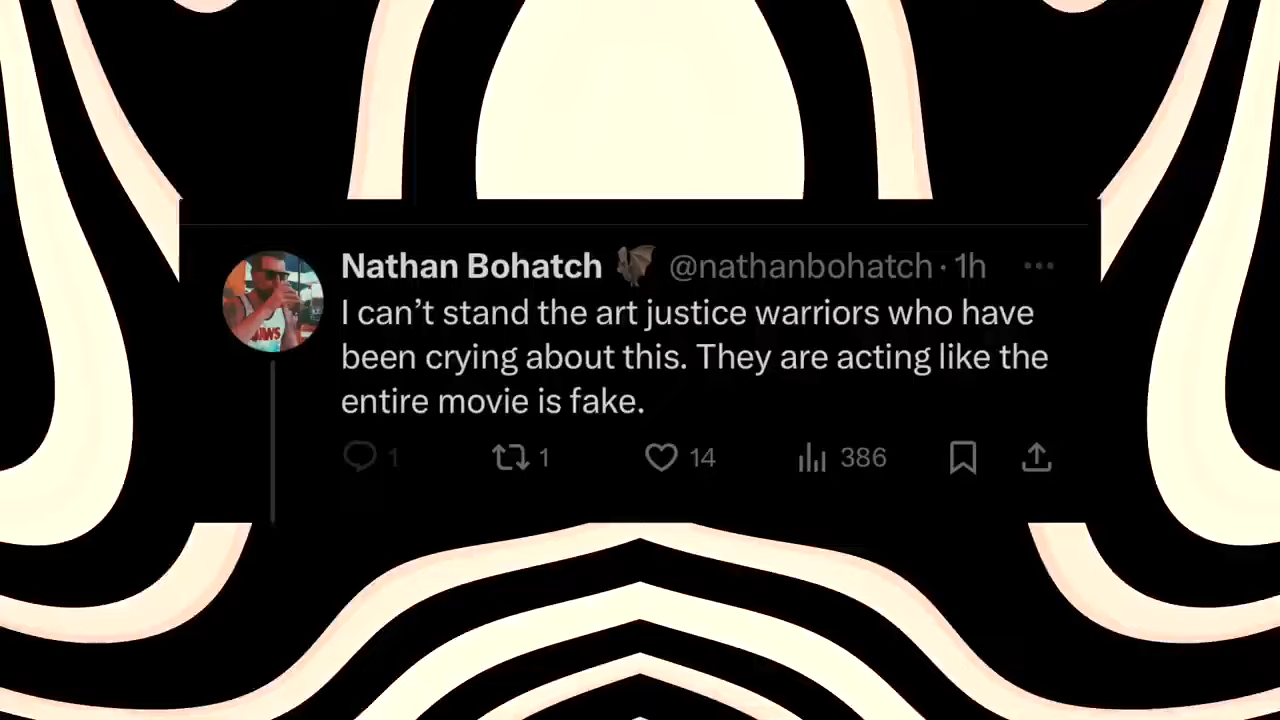 Nathan Bohatch 🦇 @nathanbohatch · 1h
I can’t stand the art justice warriors who have
been crying about this. They are acting like the
entire movie is fake.
1 1 14 386